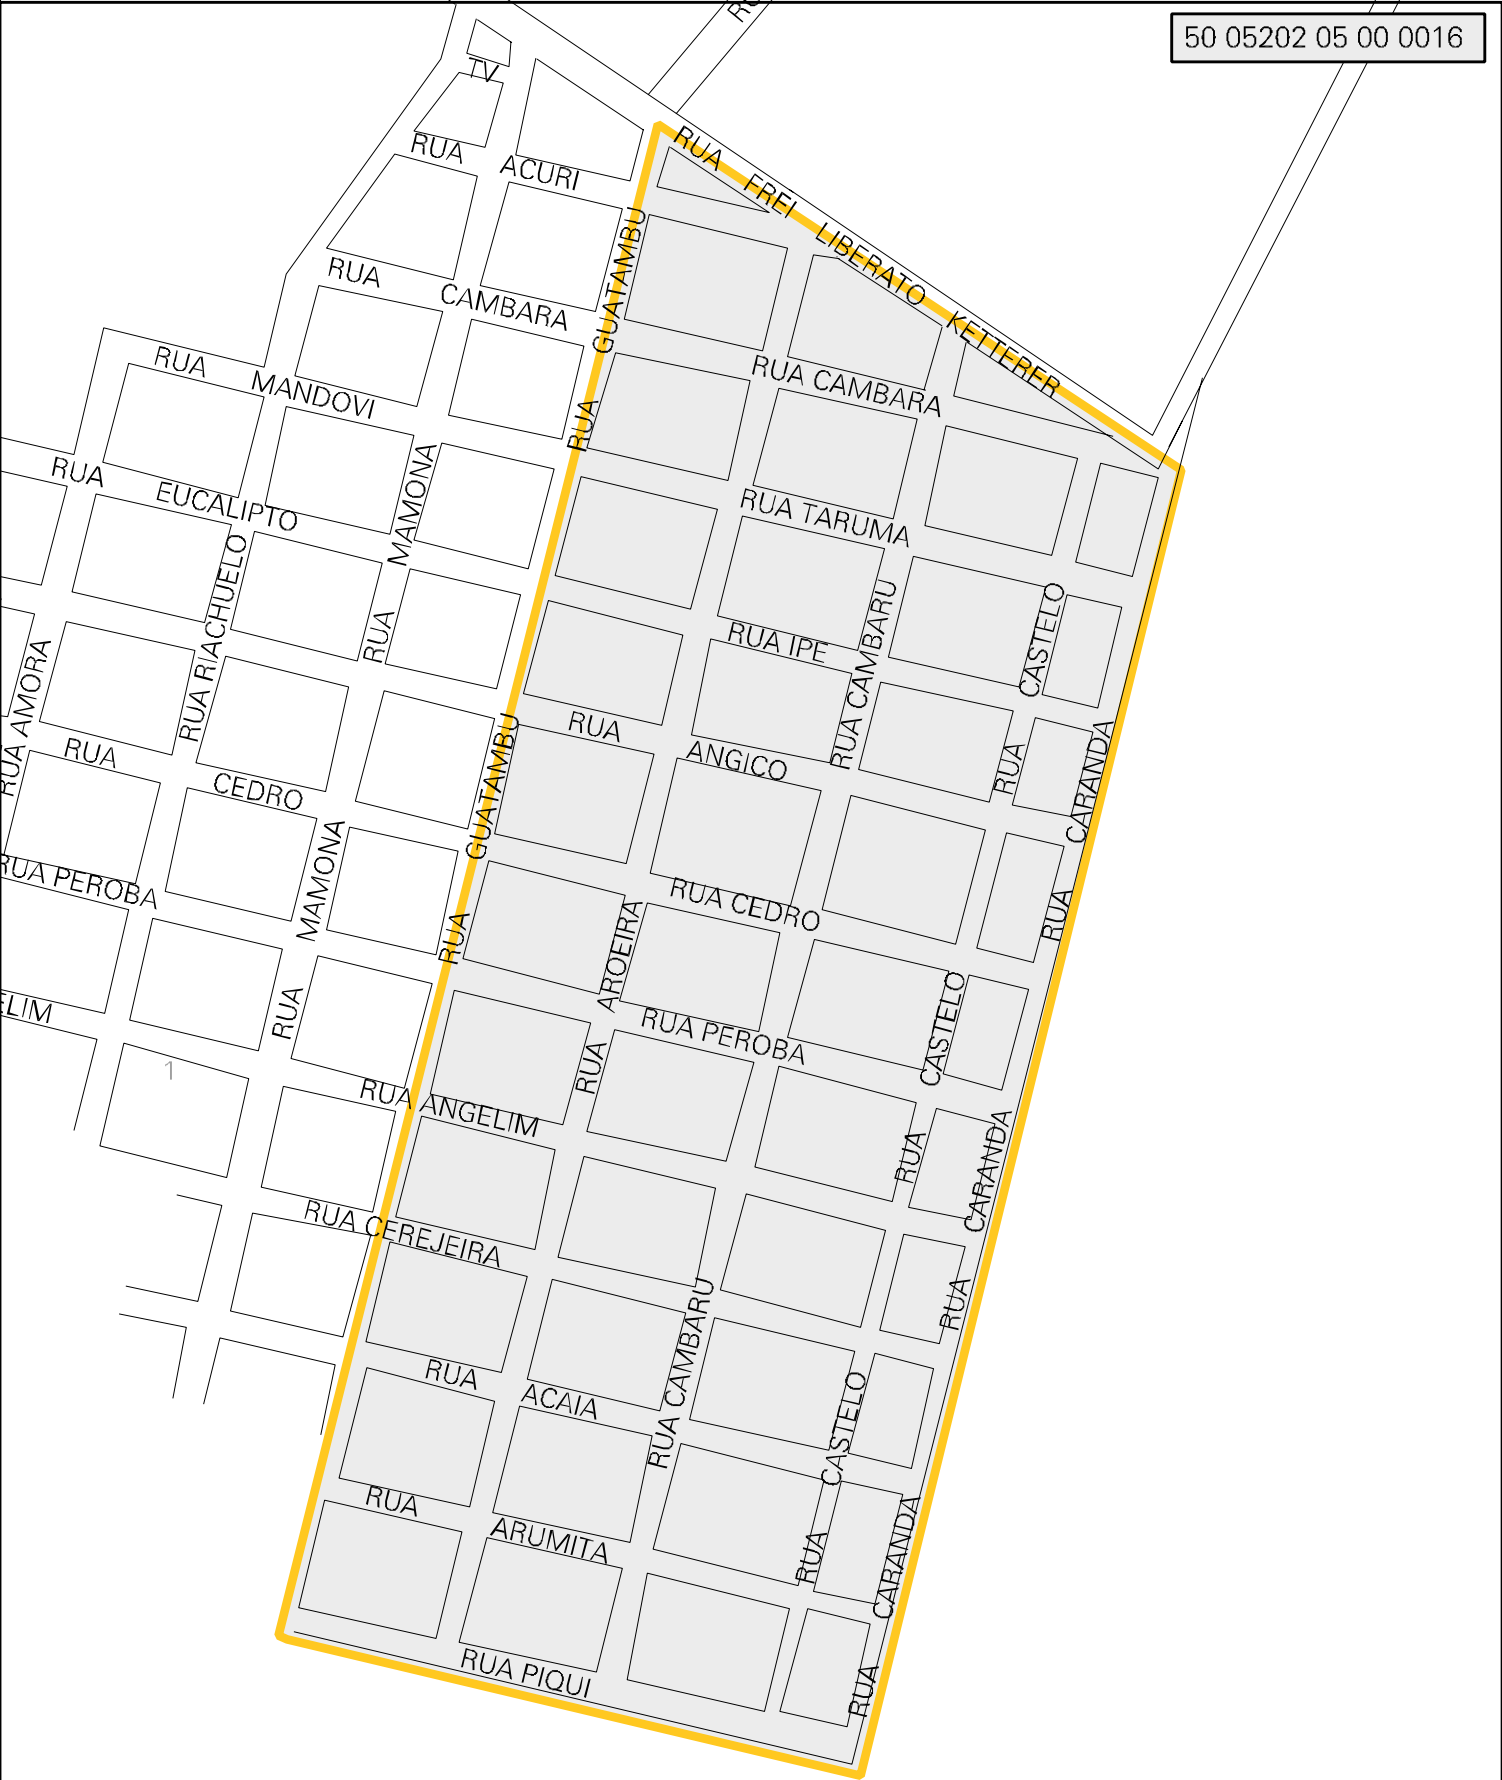 50 05202 05 00 0016
TV
RUA ACURI
RUA FREI LIBERATO KETTERER
RUA CAMBARA
RUA MANDOVI
RUA CAMBARA
RUA EUCALIPTO
RUA TARUMA
RUA IPE
RUA GUATAMBU
RUA MAMONA
RUA RIACHUELO
RUA AMORA
RUA CAMBARU
RUA CASTELO
RUA CARANDA
RUA ANGICO
RUA CEDRO
RUA CEDRO
RUA PEROBA
RUA PEROBA
RUA GUATAMBU
RUA MAMONA
RUA AROEIRA
RUA CASTELO
RUA CARANDA
ELIM
1
RUA ANGELIM
RUA CEREJEIRA
RUA CAMBARU
RUA ACAIA
RUA CASTELO
RUA CARANDA
RUA ARUMITA
RUA PIQUI